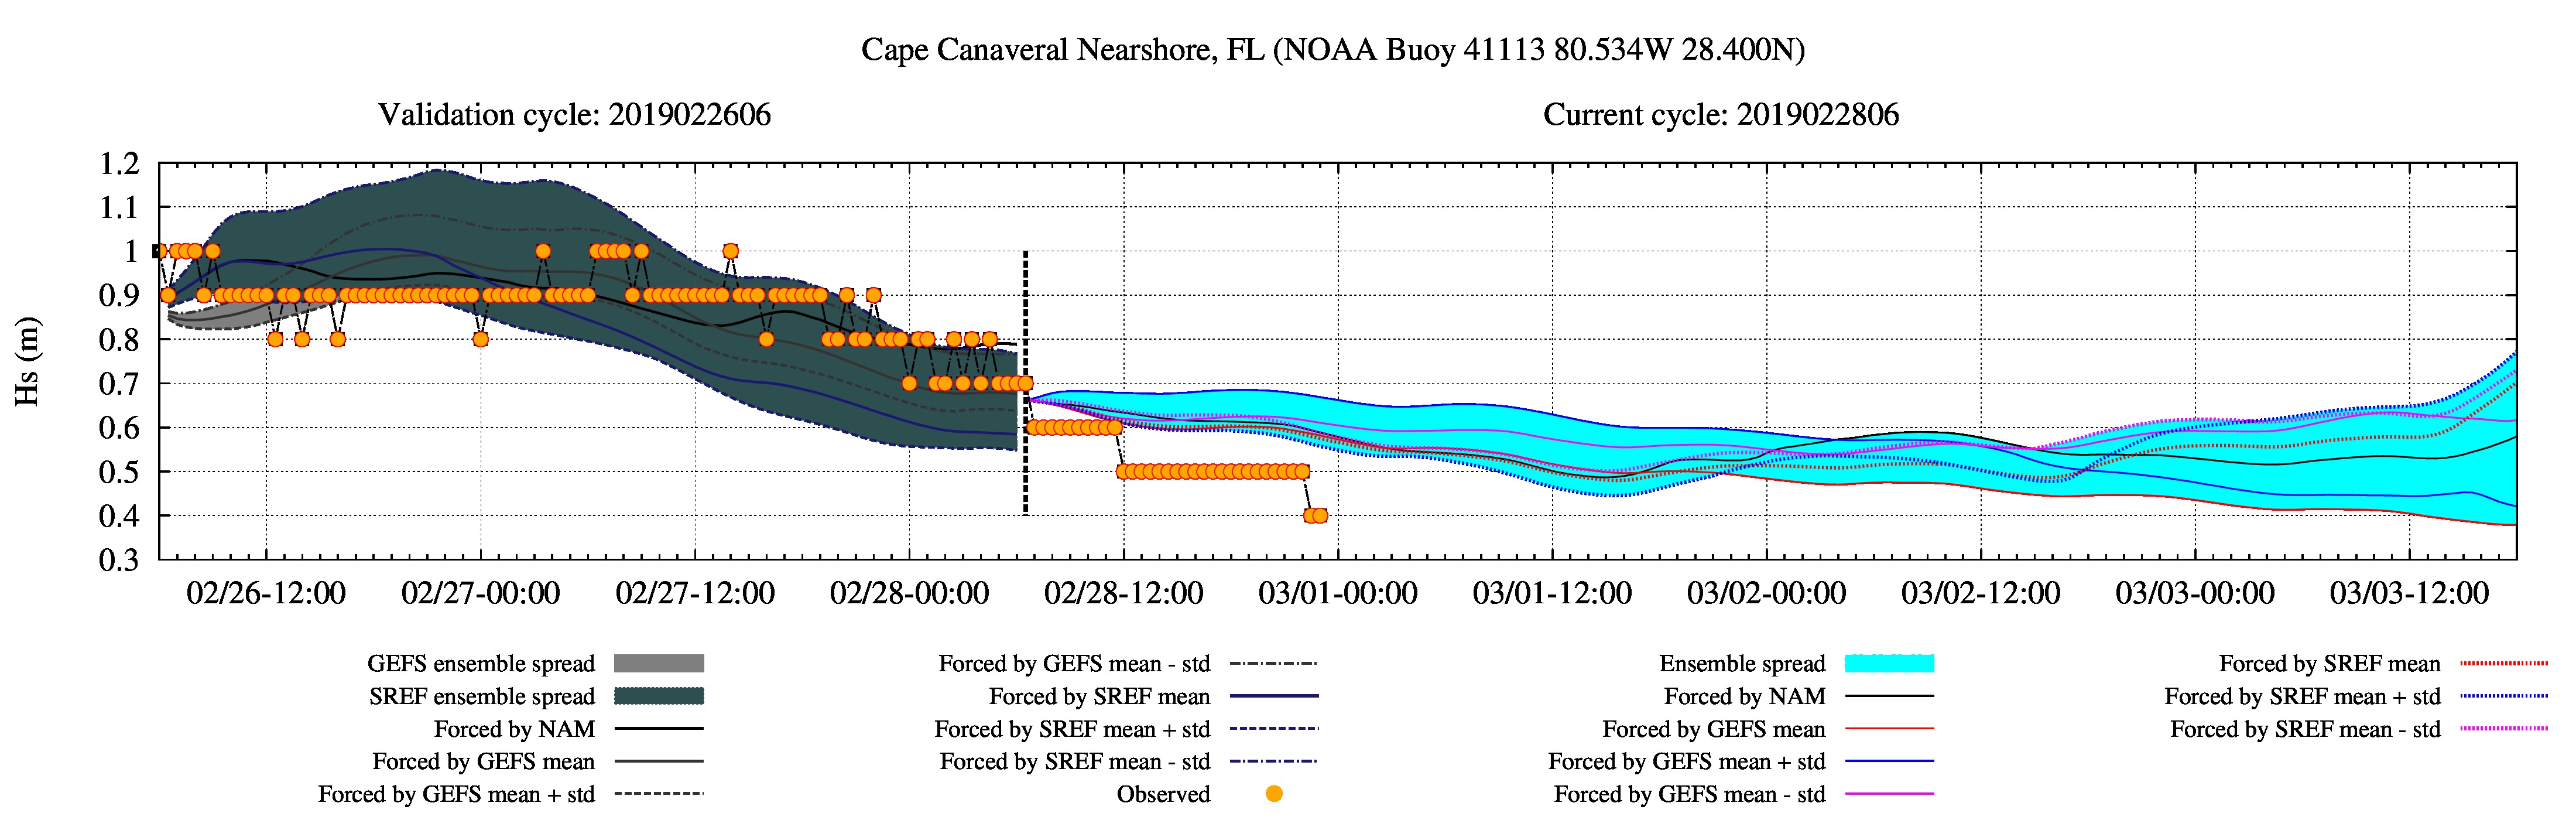 Cape Canaveral Nearshore, FL (NOAA Buoy 41113 80.534W 28.400N)
Validation cycle: 2019022606
Current cycle: 2019022806
Hs (m)
1.2
1.1
1
0.9
0.8
0.7
0.6
0.5
0.4
0.3
02/26-12:00 02/27-00:00 02/27-12:00 02/28-00:00 02/28-12:00 03/01-00:00 03/01-12:00 03/02-00:00 03/02-12:00 03/03-00:00 03/03-12:00
GEFS ensemble spread
SREF ensemble spread
Forced by NAM
Forced by GEFS mean
Forced by GEFS mean + std
Forced by GEFS mean - std
Forced by SREF mean
Forced by SREF mean + std
Forced by SREF mean - std
Observed
Ensemble spread
Forced by NAM
Forced by GEFS mean
Forced by GEFS mean + std
Forced by GEFS mean - std
Forced by SREF mean
Forced by SREF mean + std
Forced by SREF mean - std